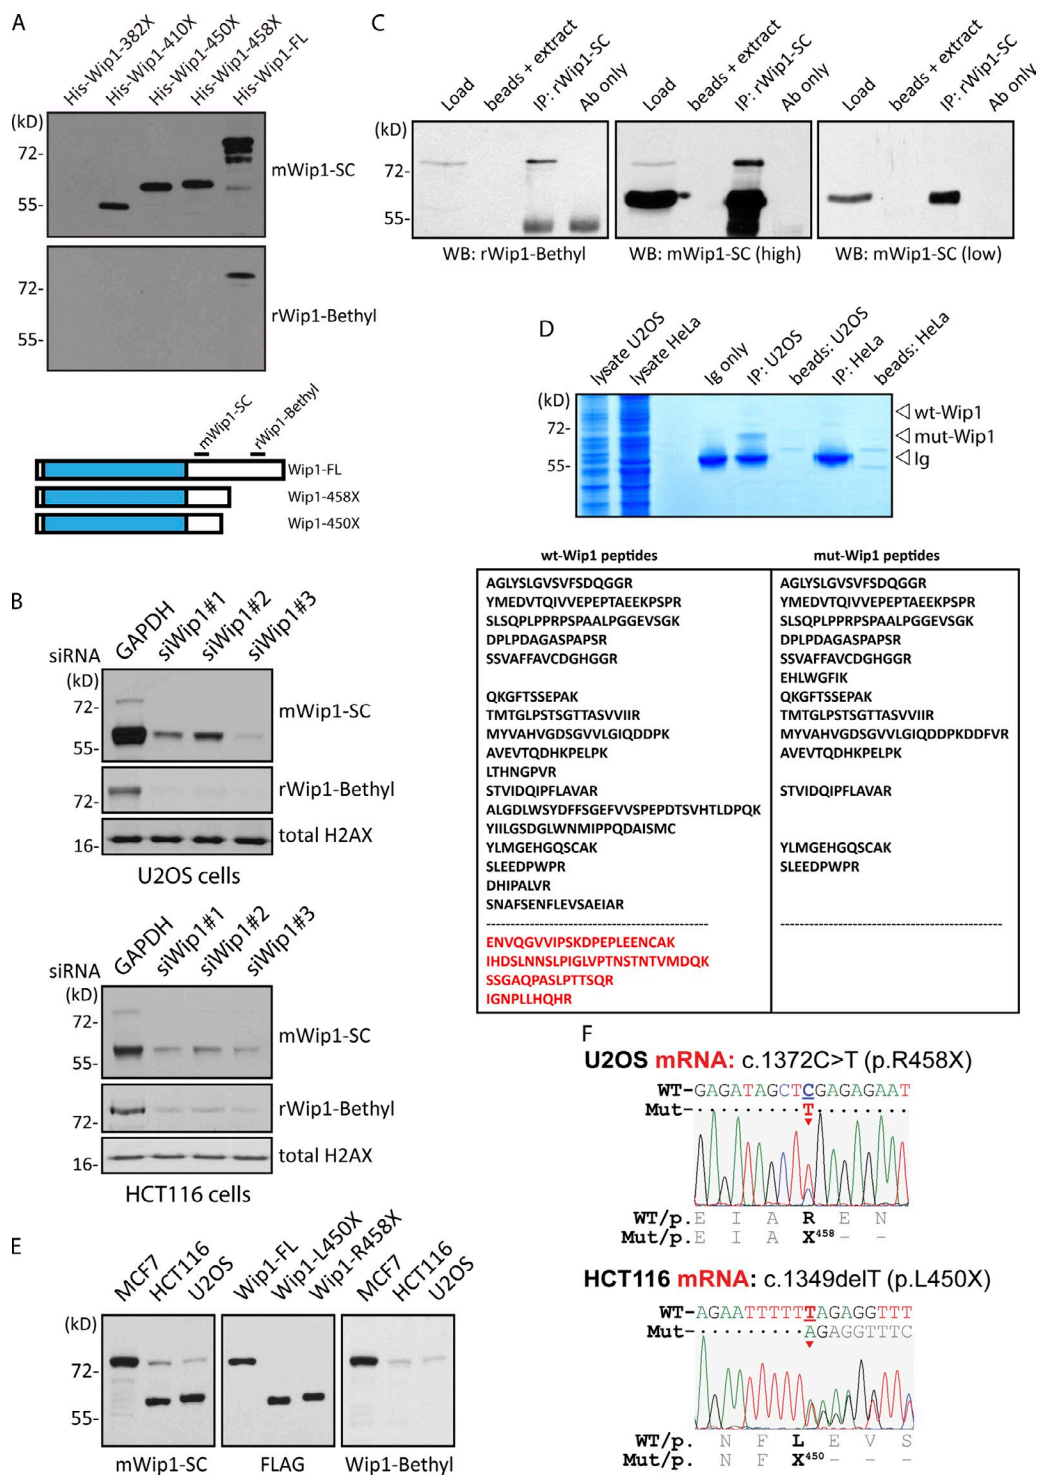 A
His-Wip1-382X
His-Wip1-410X
His-Wip1-450X
His-Wip1-458X
His-Wip1-FL
(kD)
72-
55-
mWip1-SC
72-
55-
rWip1-Bethyl
mWip1-SC
rWip1-Bethyl
Wip1-FL
Wip1-458X
Wip1-450X
B
siRNA
GAPDH
siWip1#1
siWip1#2
siWip1#3
(kD)
72-
55-
mWip1-SC
72-
rWip1-Bethyl
16-
total H2AX
U2OS cells
siRNA
GAPDH
siWip1#1
siWip1#2
siWip1#3
(kD)
72-
55-
mWip1-SC
72-
rWip1-Bethyl
16-
total H2AX
HCT116 cells
C
Load
beads + extract
IP: rWip1-SC
Ab only
Load
beads + extract
IP: rWip1-SC
Ab only
Load
beads + extract
IP: rWip1-SC
Ab only
(kD)
72-
55-
WB: rWip1-Bethyl
WB: mWip1-SC (high)
WB: mWip1-SC (low)
D
lysate U2OS
lysate HeLa
Ig only
IP: U2OS
beads: U2OS
IP: HeLa
beads: HeLa
(kD)
72-
55-
wt-Wip1
mut-Wip1
Ig
wt-Wip1 peptides
AGLYSLGVSVFSDQGGR
YMEDVTQIVVEPEPTAEEKPSPR
SLSQPLPPRPSPAALPGGEVSGK
DPLPDAGASPAPSR
SSVAFFAVCDGHGGR
QKGFTSSEPAK
TMTGLPSTSGTTASVVIIR
MYVAHVGDSGVVLGIQDDPK
AVEVTQDHKPELPK
LTHNGPVR
STVIDQIPFLAVAR
ALGDLWSYDFFSGEFVVSPEPDTSVHTLDPQK
YIILGSDGLWNMIPPQDAISMC
YLMGEHGQSCAK
SLEEDPWPR
DHIPALVR
SNAFSENFLEVSAEIAR
ENVQGVVIPSKDPEPLEENCAK
IHDSLNNSLPIGLVPTNSTNTVMDQK
SSGAQPASLPTTSQR
IGNPLLHQHR
mut-Wip1 peptides
AGLYSLGVSVFSDQGGR
YMEDVTQIVVEPEPTAEEKPSPR
SLSQPLPPRPSPAALPGGEVSGK
DPLPDAGASPAPSR
SSVAFFAVCDGHGGR
EHLWGFIK
QKGFTSSEPAK
TMTGLPSTSGTTASVVIIR
MYVAHVGDSGVVLGIQDDPKDDFVR
AVEVTQDHKPELPK
STVIDQIPFLAVAR
YLMGEHGQSCAK
SLEEDPWPR
E
MCF7
HCT116
U2OS
Wip1-FL
Wip1-L450X
Wip1-R458X
MCF7
HCT116
U2OS
(kD)
72-
55-
mWip1-SC
FLAG
Wip1-Bethyl
F
U2OS mRNA: c.1372C>T (p.R458X)
WT-GAGATAGCTCGAGAGAAT
Mut-·········T········
WT/p. E I A R E N
Mut/p. E I A X458 - -
HCT116 mRNA: c.1349delT (p.L450X)
WT-AGAATTTTTTAGAGGTTT
Mut-·········AGAGGTTTC
WT/p. N F L E V S
Mut/p. N F X450 - - -